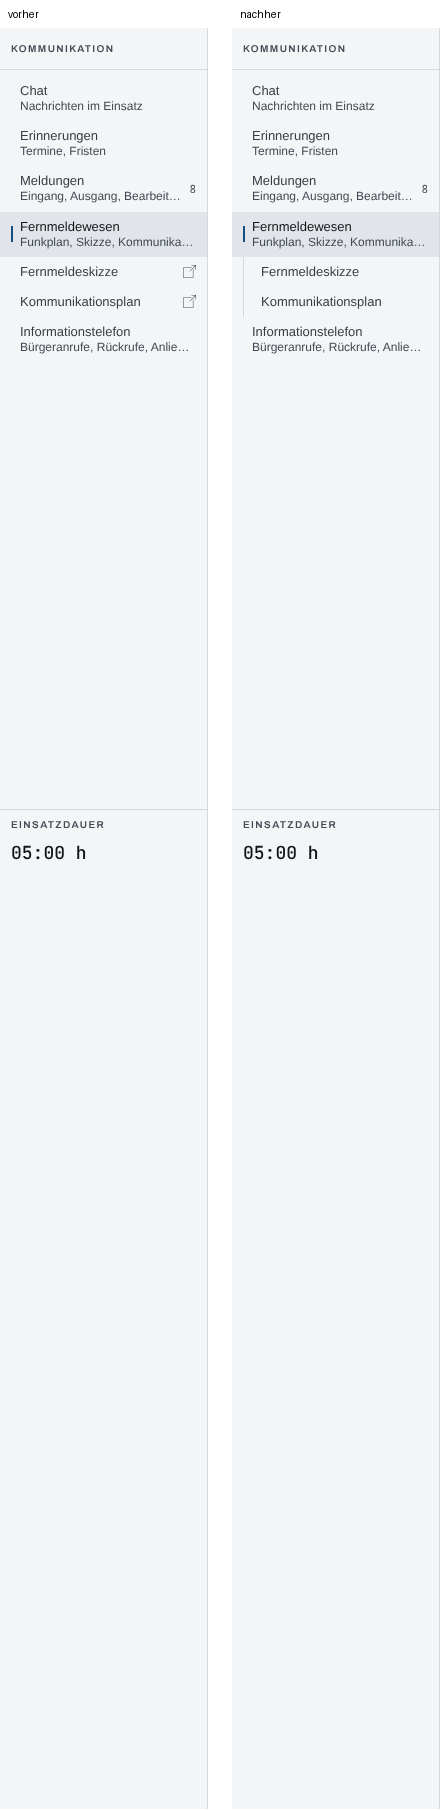 vorher
KOMMUNIKATION
Chat
Nachrichten im Einsatz
Erinnerungen
Termine, Fristen
Meldungen
Eingang, Ausgang, Bearbeit… 8
Fernmeldewesen
Funkplan, Skizze, Kommunika…
Fernmeldeskizze
Kommunikationsplan
Informationstelefon
Bürgeranrufe, Rückrufe, Anlie…
EINSATZDAUER
05:00 h
nachher
KOMMUNIKATION
Chat
Nachrichten im Einsatz
Erinnerungen
Termine, Fristen
Meldungen
Eingang, Ausgang, Bearbeit… 8
Fernmeldewesen
Funkplan, Skizze, Kommunika…
Fernmeldeskizze
Kommunikationsplan
Informationstelefon
Bürgeranrufe, Rückrufe, Anlie…
EINSATZDAUER
05:00 h